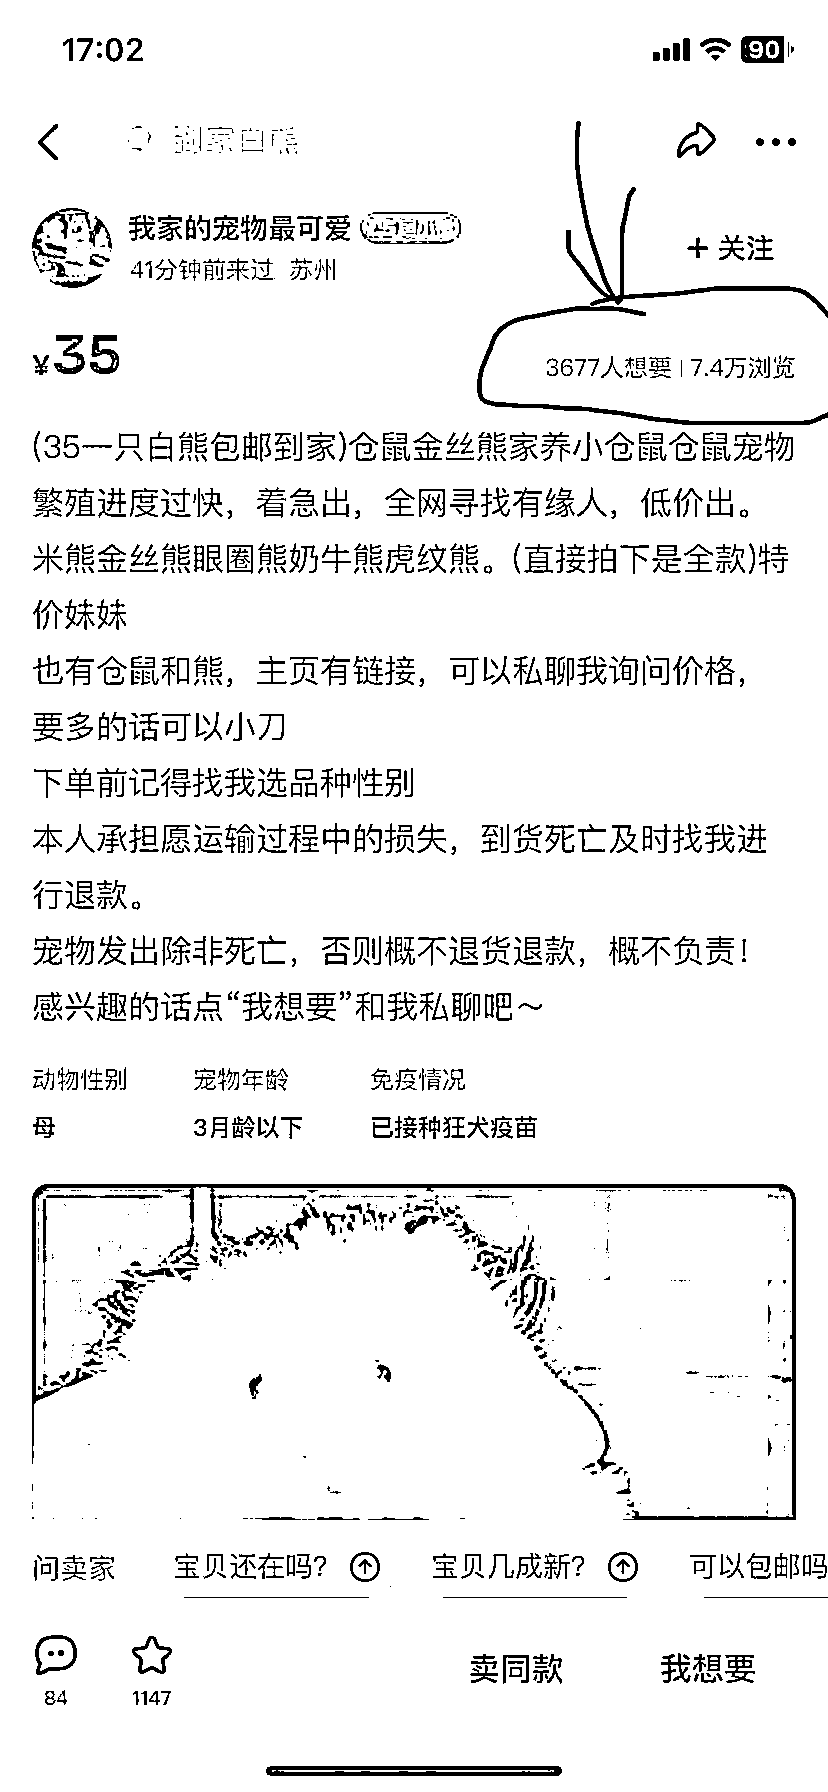 17:02
90
我家的宠物最可爱
41分钟前来过 苏州
+ 关注
¥35
3677人想要 | 7.4万浏览
(35一只白熊包邮到家)仓鼠金丝熊家养小仓鼠仓鼠宠物
繁殖进度过快，着急出，全网寻找有缘人，低价出。
米熊金丝熊眼圈熊奶牛熊虎纹熊。(直接拍下是全款)特
价妹妹
也有仓鼠和熊，主页有链接，可以私聊我询问价格，
要多的话可以小刀
下单前记得找我选品种性别
本人承担愿运输过程中的损失，到货死亡及时找我进
行退款。
宠物发出除非死亡，否则概不退货退款，概不负责！
感兴趣的话点“我想要”和我私聊吧～
动物性别 宠物年龄 免疫情况
母 3月龄以下 已接种狂犬疫苗
问卖家 宝贝还在吗？ 宝贝几成新？ 可以包邮吗
84 1147 卖同款 我想要